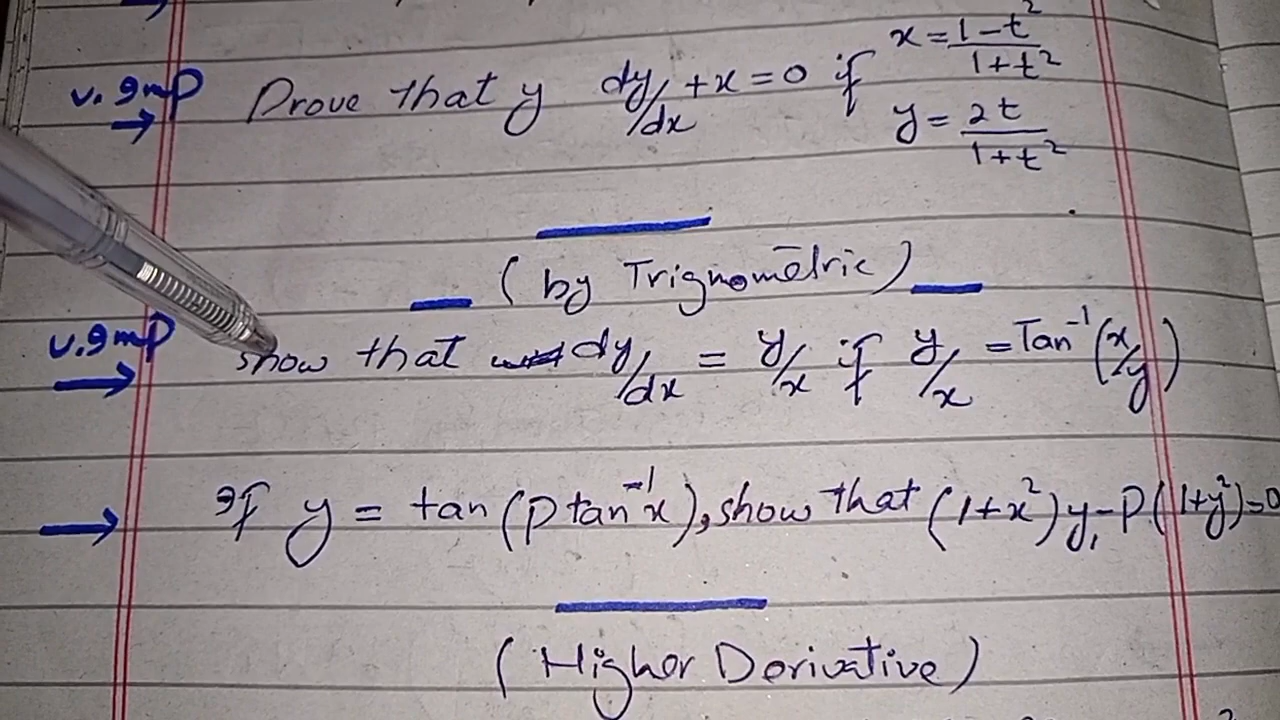 v.Imp Prove that y dy/dx + x = 0 if x = 1-t²/1+t²
y = 2t/1+t²
(by Trignometric)
v.Imp show that dy/dx = y/x if y/x = Tan⁻¹(x/y)
If y = tan(P tan⁻¹x), show that (1+x²)y₁-P(1+y²)=0
(Higher Derivative)